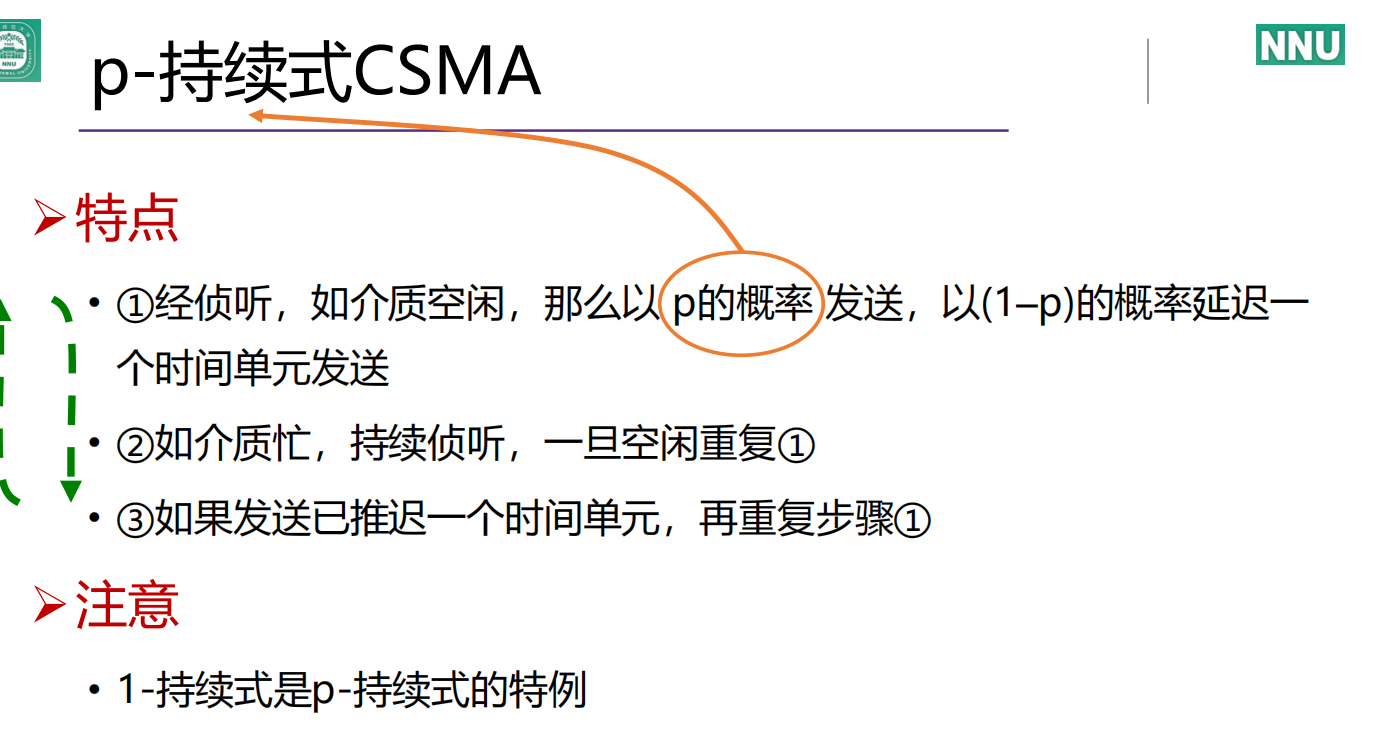 NNU
p-持续式CSMA
特点
①经侦听，如介质空闲，那么以 p的概率 发送，以(1–p)的概率延迟一
个时间单元发送
②如介质忙，持续侦听，一旦空闲重复①
③如果发送已推迟一个时间单元，再重复步骤①
注意
1-持续式是p-持续式的特例